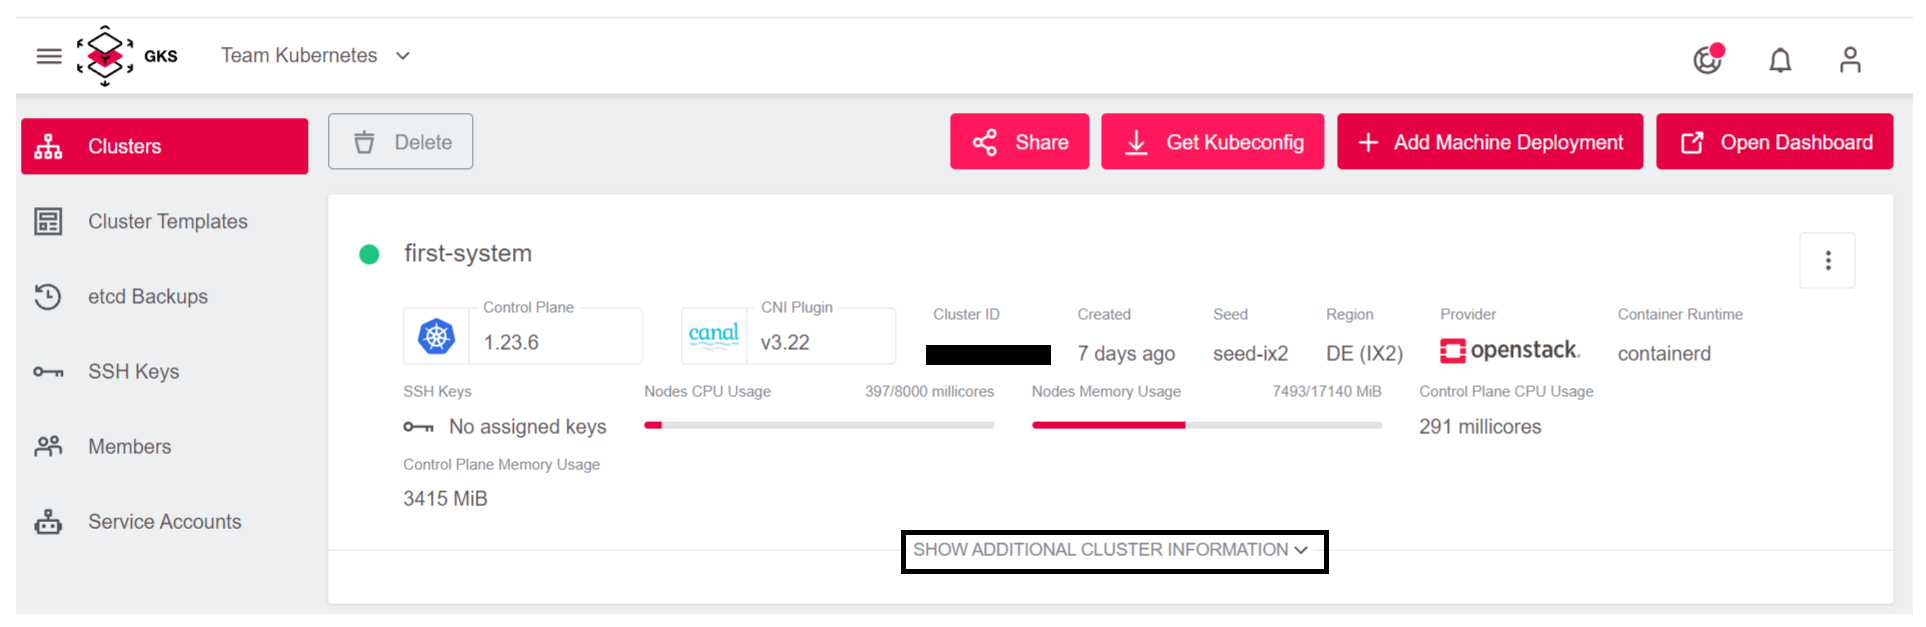 GKS Team Kubernetes
Clusters
Cluster Templates
etcd Backups
SSH Keys
Members
Service Accounts
Delete Share Get Kubeconfig Add Machine Deployment Open Dashboard
first-system
Control Plane
1.23.6
canal
CNI Plugin
v3.22
Cluster ID
Created
7 days ago
Seed
seed-ix2
Region
DE (IX2)
Provider
openstack.
Container Runtime
containerd
SSH Keys
No assigned keys
Nodes CPU Usage 397/8000 millicores
Nodes Memory Usage 7493/17140 MiB
Control Plane CPU Usage
291 millicores
Control Plane Memory Usage
3415 MiB
SHOW ADDITIONAL CLUSTER INFORMATION